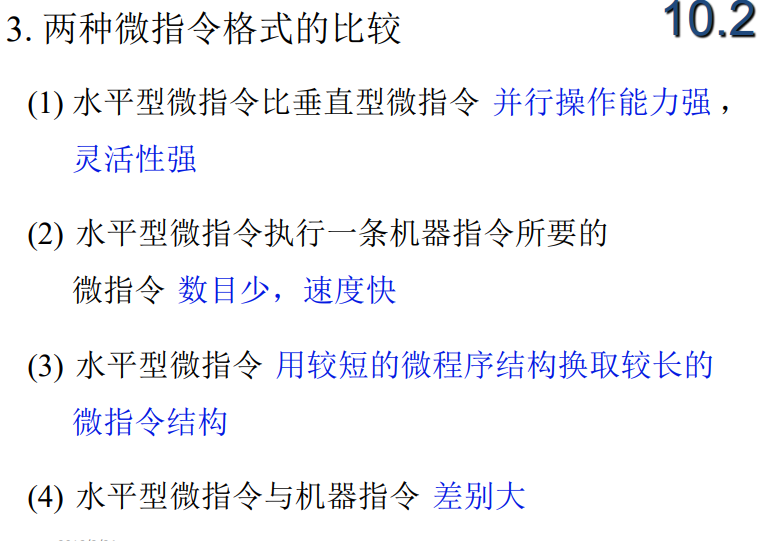 3. 两种微指令格式的比较 10.2
(1) 水平型微指令比垂直型微指令 并行操作能力强，
灵活性强
(2) 水平型微指令执行一条机器指令所要的
微指令 数目少，速度快
(3) 水平型微指令 用较短的微程序结构换取较长的
微指令结构
(4) 水平型微指令与机器指令 差别大